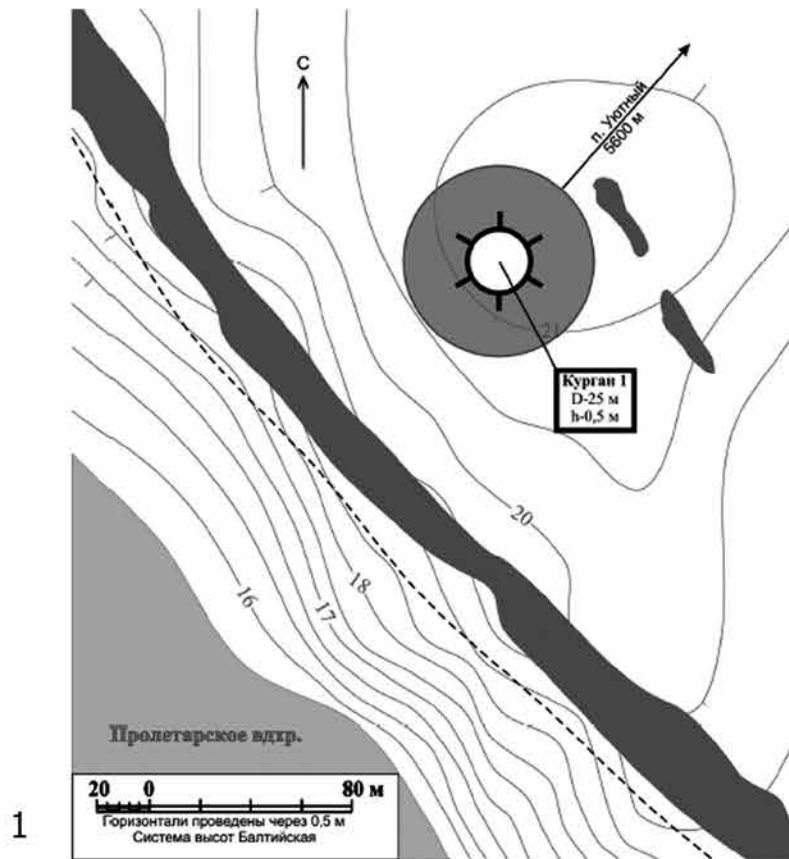 С
п. Уютный
5600 м
21
Курган 1
D-25 м
h-0,5 м
20
18
17
16
Пролетарское вдхр.
20 0 80 м
Горизонтали проведены через 0,5 м
Система высот Балтийская
1